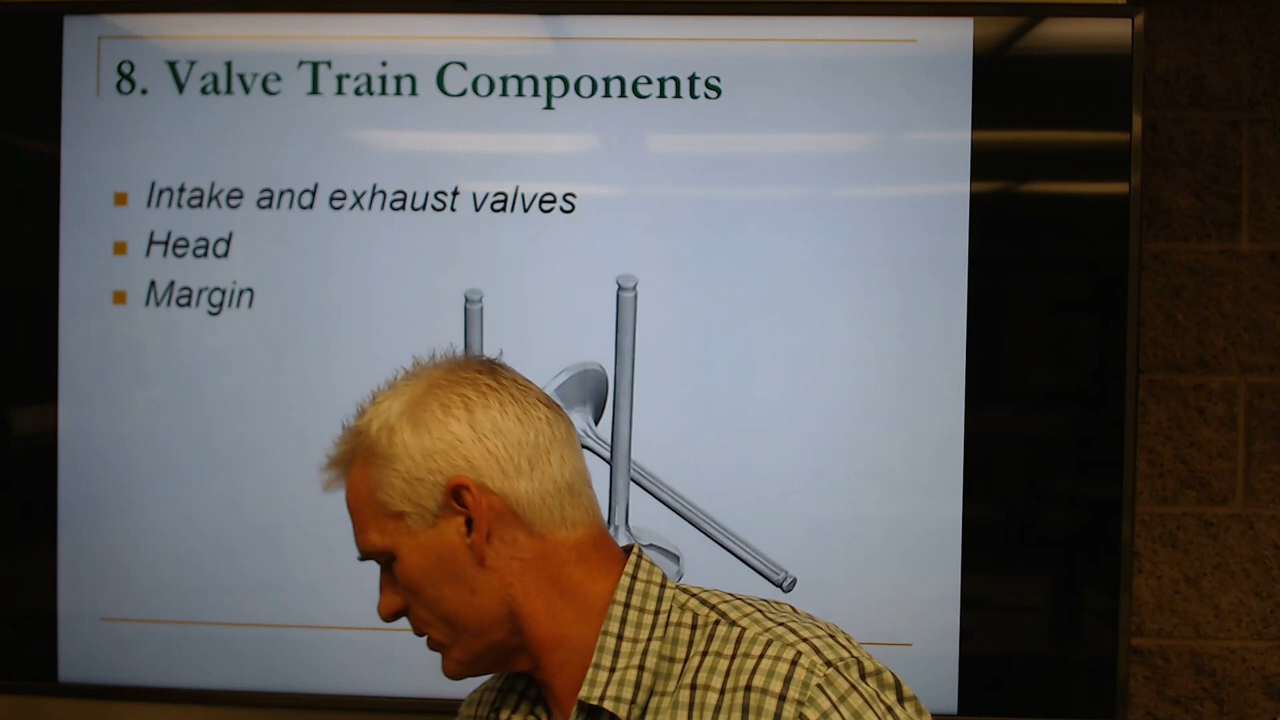 8. Valve Train Components
Intake and exhaust valves
Head
Margin